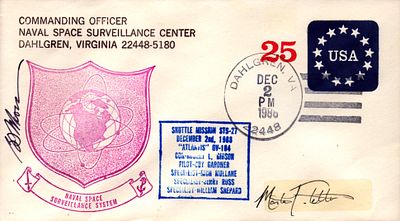 COMMANDING OFFICER
NAVAL SPACE SURVEILLANCE CENTER
DAHLGREN, VIRGINIA 22448-5180
25
USA
DAHLGREN, VA
DEC
2
PM
1988
22448
SHUTTLE MISSION STS-27
DECEMBER 2nd, 1988
"ATLANTIS" OV-104
COMMANDER GIBSON
PILOT-GUY GARDNER
SPECIALIST-MULLANE
SPECIALIST-JERRY ROSS
SPECIALIST-WILLIAM SHEPARD
NAVAL SPACE
SURVEILLANCE SYSTEM